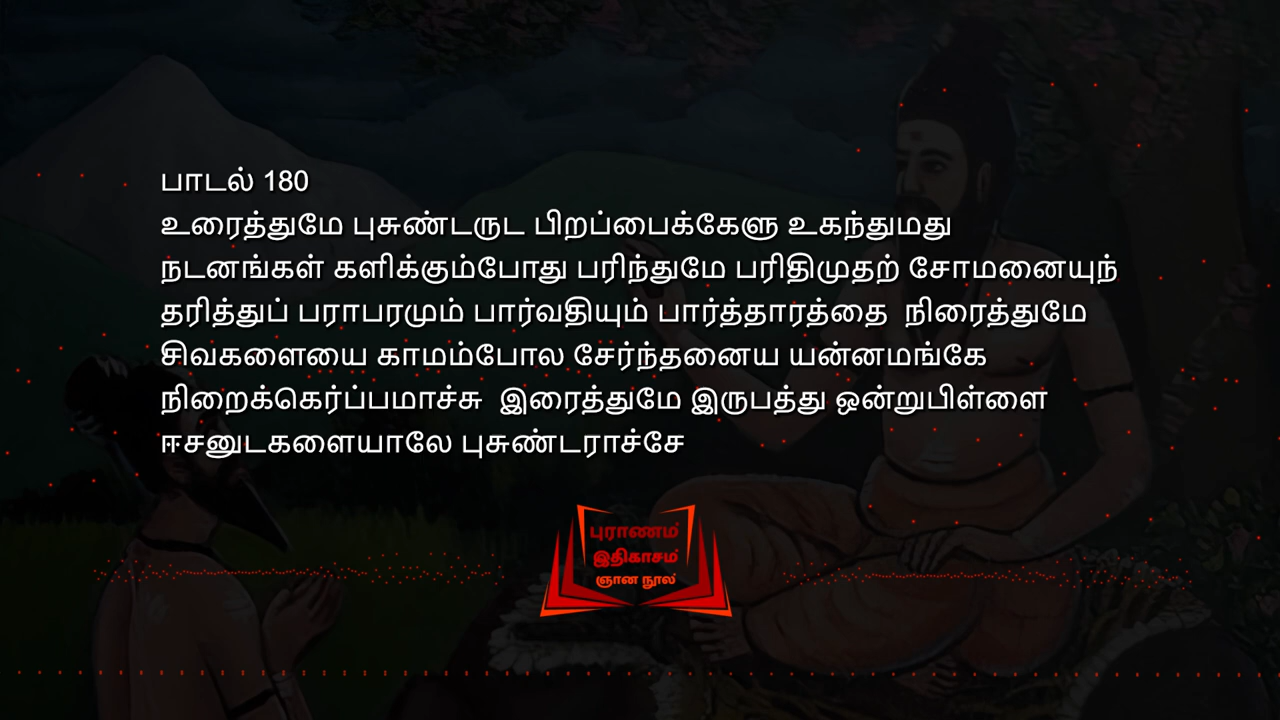 பாடல் 180
உரைத்துமே புசுண்டருட பிறப்பைக்கேளு உகந்துமது
நடனங்கள் களிக்கும்போது பரிந்துமே பரிதிமுதற் சோமனையுந்
தரித்துப் பராபரமும் பார்வதியும் பார்த்தாரத்தை நிரைத்துமே
சிவகளையை காமம்போல சேர்ந்தனைய யன்னமங்கே
நிறைக்கெர்ப்பமாச்சு இரைத்துமே இருபத்து ஒன்றுபிள்ளை
ஈசனுடகளையாலே புசுண்டராச்சே
புராணம்
இதிகாசம்
ஞான நூல்